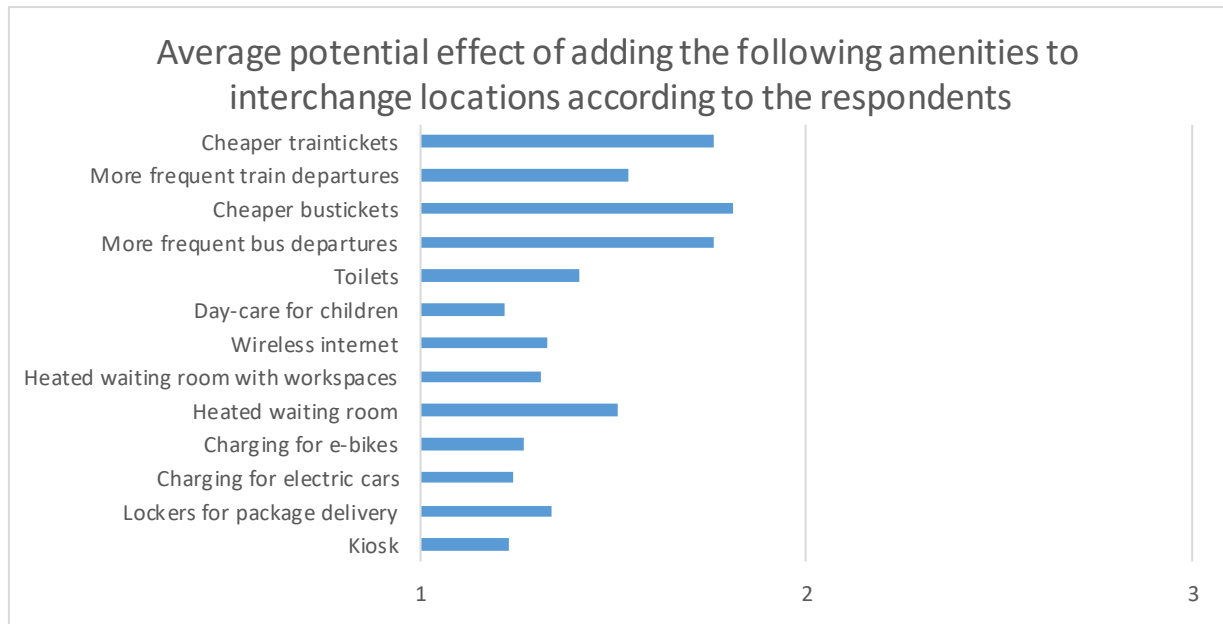 Average potential effect of adding the following amenities to
interchange locations according to the respondents
Cheaper traintickets
More frequent train departures
Cheaper bustickets
More frequent bus departures
Toilets
Day-care for children
Wireless internet
Heated waiting room with workspaces
Heated waiting room
Charging for e-bikes
Charging for electric cars
Lockers for package delivery
Kiosk
1 2 3